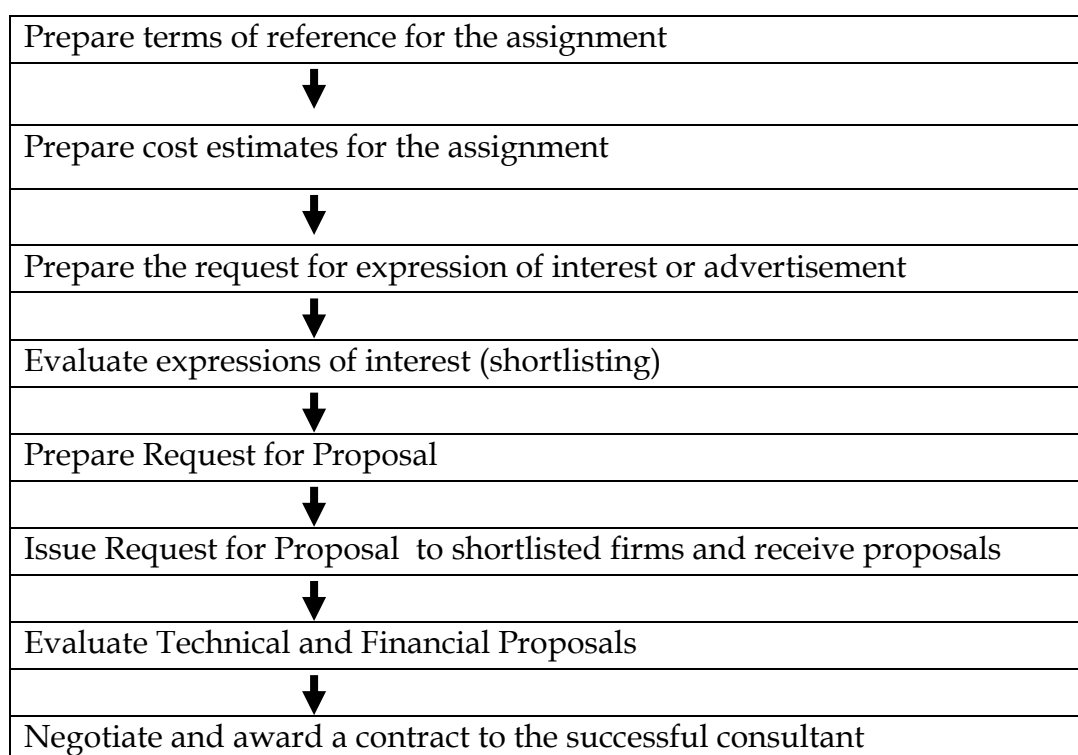 Prepare terms of reference for the assignment
Prepare cost estimates for the assignment
Prepare the request for expression of interest or advertisement
Evaluate expressions of interest (shortlisting)
Prepare Request for Proposal
Issue Request for Proposal  to shortlisted firms and receive proposals
Evaluate Technical and Financial Proposals
Negotiate and award a contract to the successful consultant